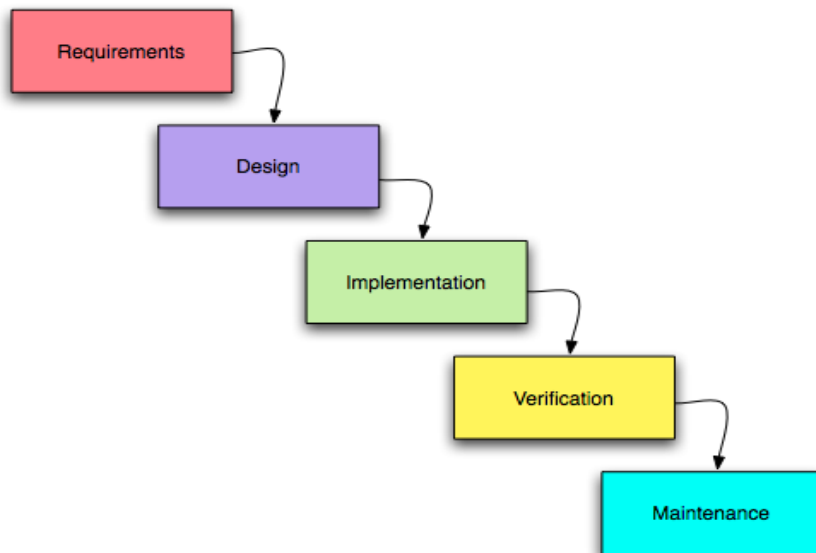 Requirements
Design
Implementation
Verification
Maintenance